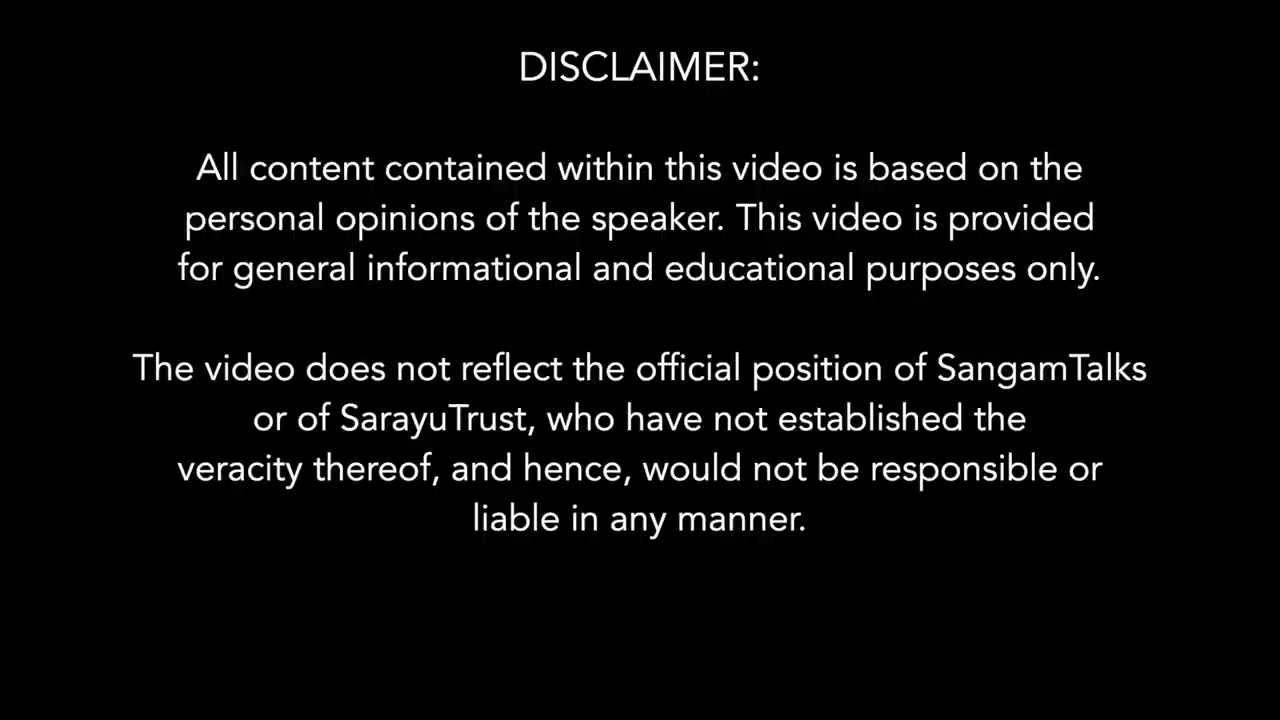 DISCLAIMER:
All content contained within this video is based on the
personal opinions of the speaker. This video is provided
for general informational and educational purposes only.
The video does not reflect the official position of SangamTalks
or of SarayuTrust, who have not established the
veracity thereof, and hence, would not be responsible or
liable in any manner.